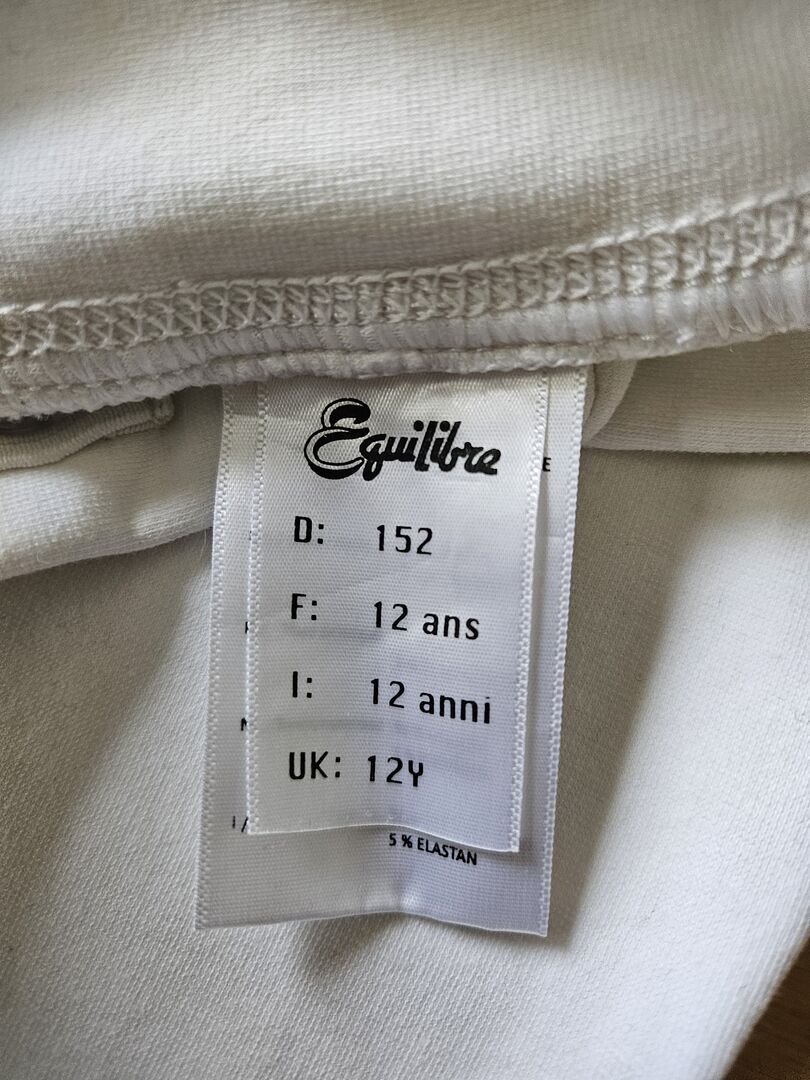 Equilibre
D: 152
F: 12 ans
I: 12 anni
UK: 12Y
5 % ELASTAN